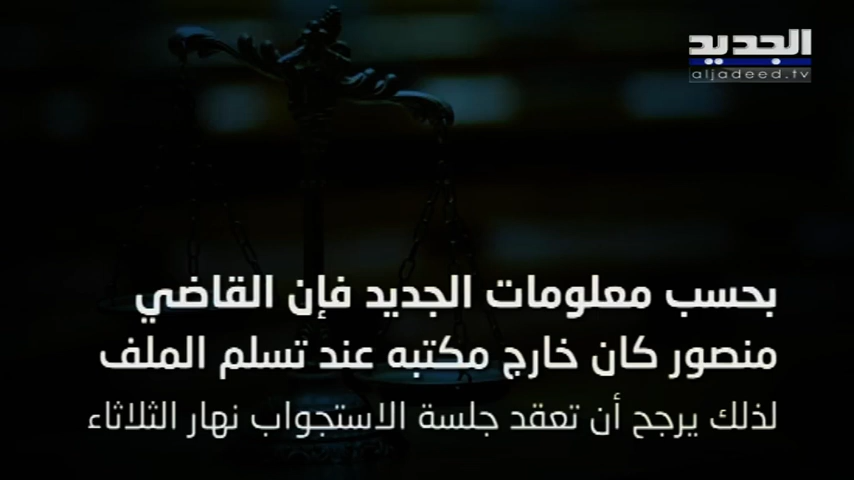 الجديد
aljadeed.tv
بحسب معلومات الجديد فإن القاضي
منصور كان خارج مكتبه عند تسلم الملف
لذلك يرجح أن تعقد جلسة الاستجواب نهار الثلاثاء